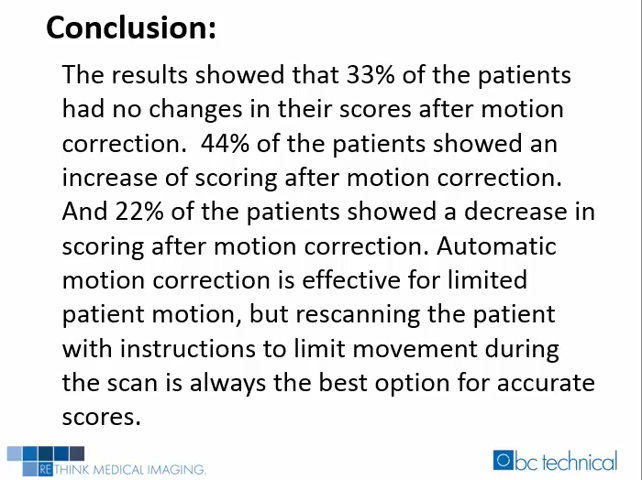 Conclusion:
The results showed that 33% of the patients
had no changes in their scores after motion
correction.  44% of the patients showed an
increase of scoring after motion correction.
And 22% of the patients showed a decrease in
scoring after motion correction. Automatic
motion correction is effective for limited
patient motion, but rescanning the patient
with instructions to limit movement during
the scan is always the best option for accurate
scores.
RETHINK MEDICAL IMAGING.
bc technical